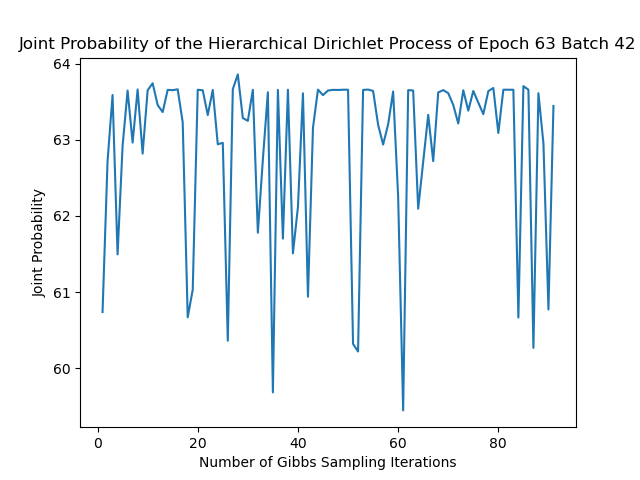 Joint Probability of the Hierarchical Dirichlet Process of Epoch 63 Batch 42
64
63
62
61
60
Joint Probability
0 20 40 60 80
Number of Gibbs Sampling Iterations